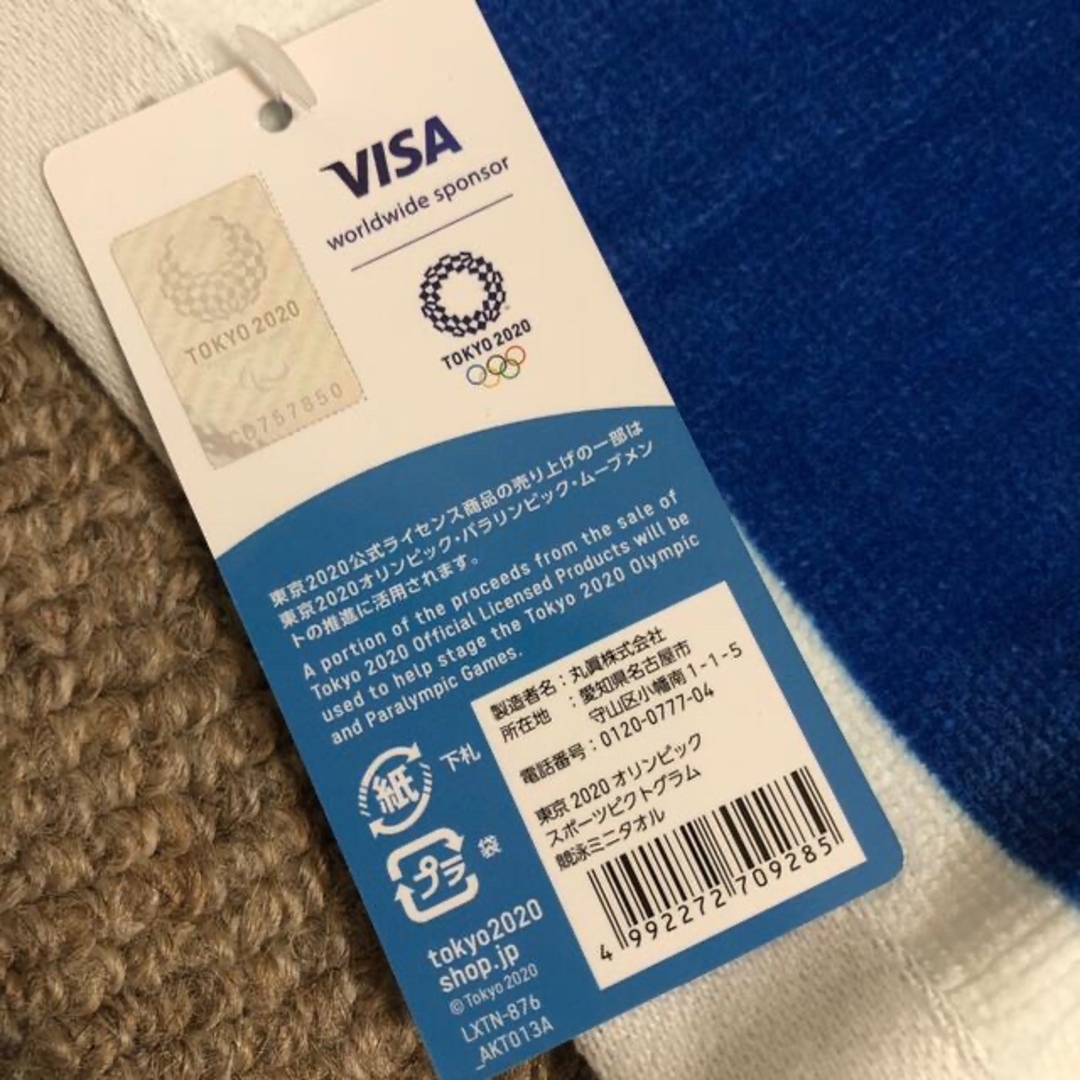 VISA
worldwide sponsor
TOKYO 2020
TOKYO 2020
東京2020公式ライセンス商品の売り上げの一部は
東京2020オリンピック・パラリンピック・ムーブメン
トの推進に活用されます。
A portion of the proceeds from the sale of
Tokyo 2020 Official Licensed Products will be
used to help stage the Tokyo 2020 Olympic
and Paralympic Games.
製造者名：丸眞株式会社
所在地　：愛知県名古屋市
守山区小幡南1-1-5
電話番号：0120-0777-04
東京 2020 オリンピック
スポーツピクトグラム
競泳ミニタオル
4 992272 709285
紙
下札
プラ
袋
tokyo2020
shop.jp
© Tokyo 2020
LXTN-876
_AKT013A